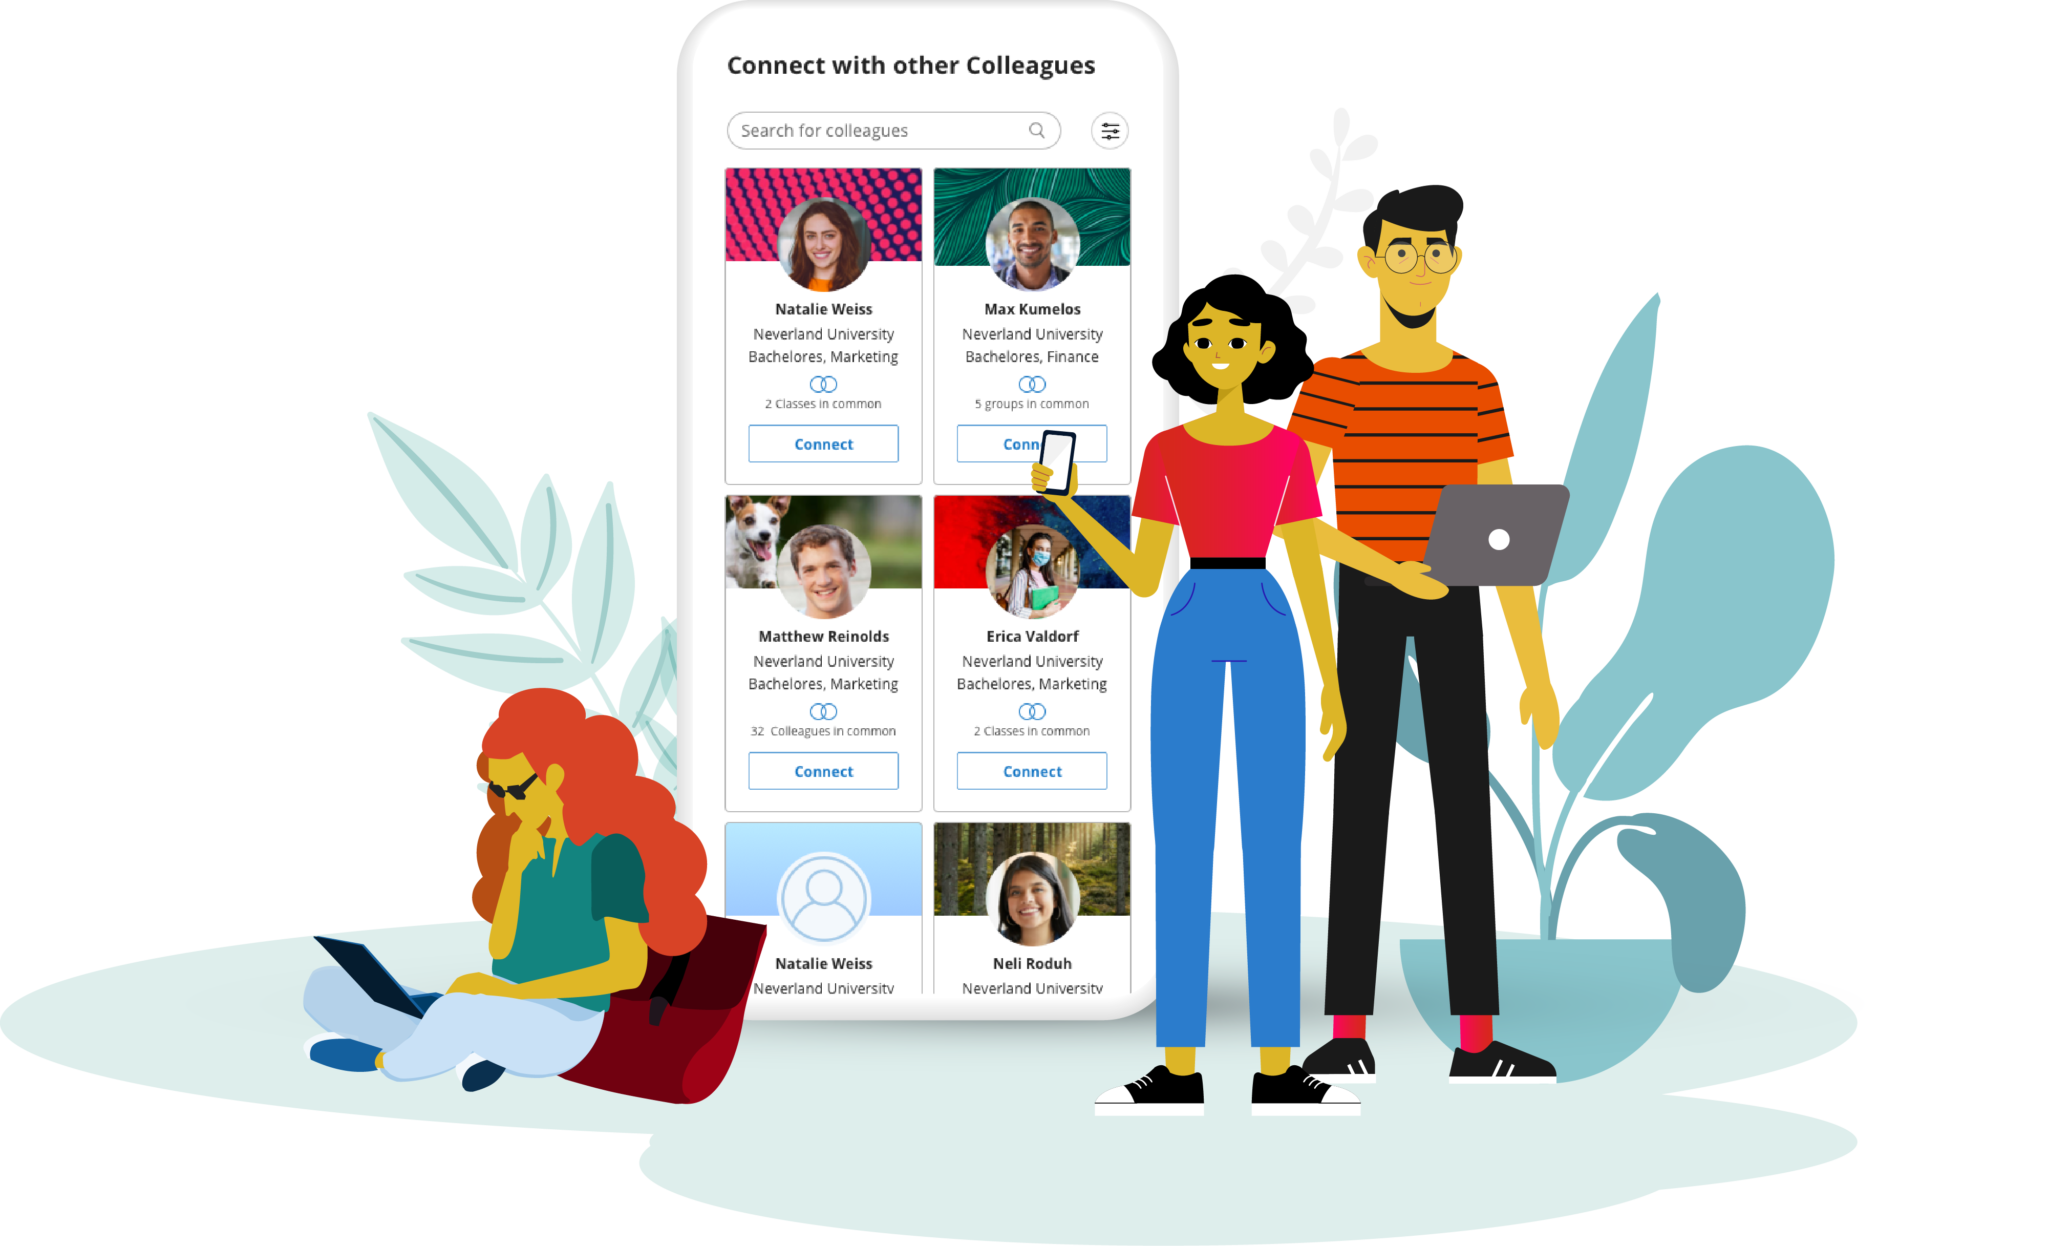 Connect with other Colleagues
Search for colleagues
Natalie Weiss
Neverland University
Bachelores, Marketing
2 Classes in common
Connect
Max Kumelos
Neverland University
Bachelores, Finance
5 groups in common
Conn
Matthew Reinolds
Neverland University
Bachelores, Marketing
32 Colleagues in common
Connect
Erica Valdorf
Neverland University
Bachelores, Marketing
2 Classes in common
Connect
Natalie Weiss
Neverland University
Neli Roduh
Neverland University